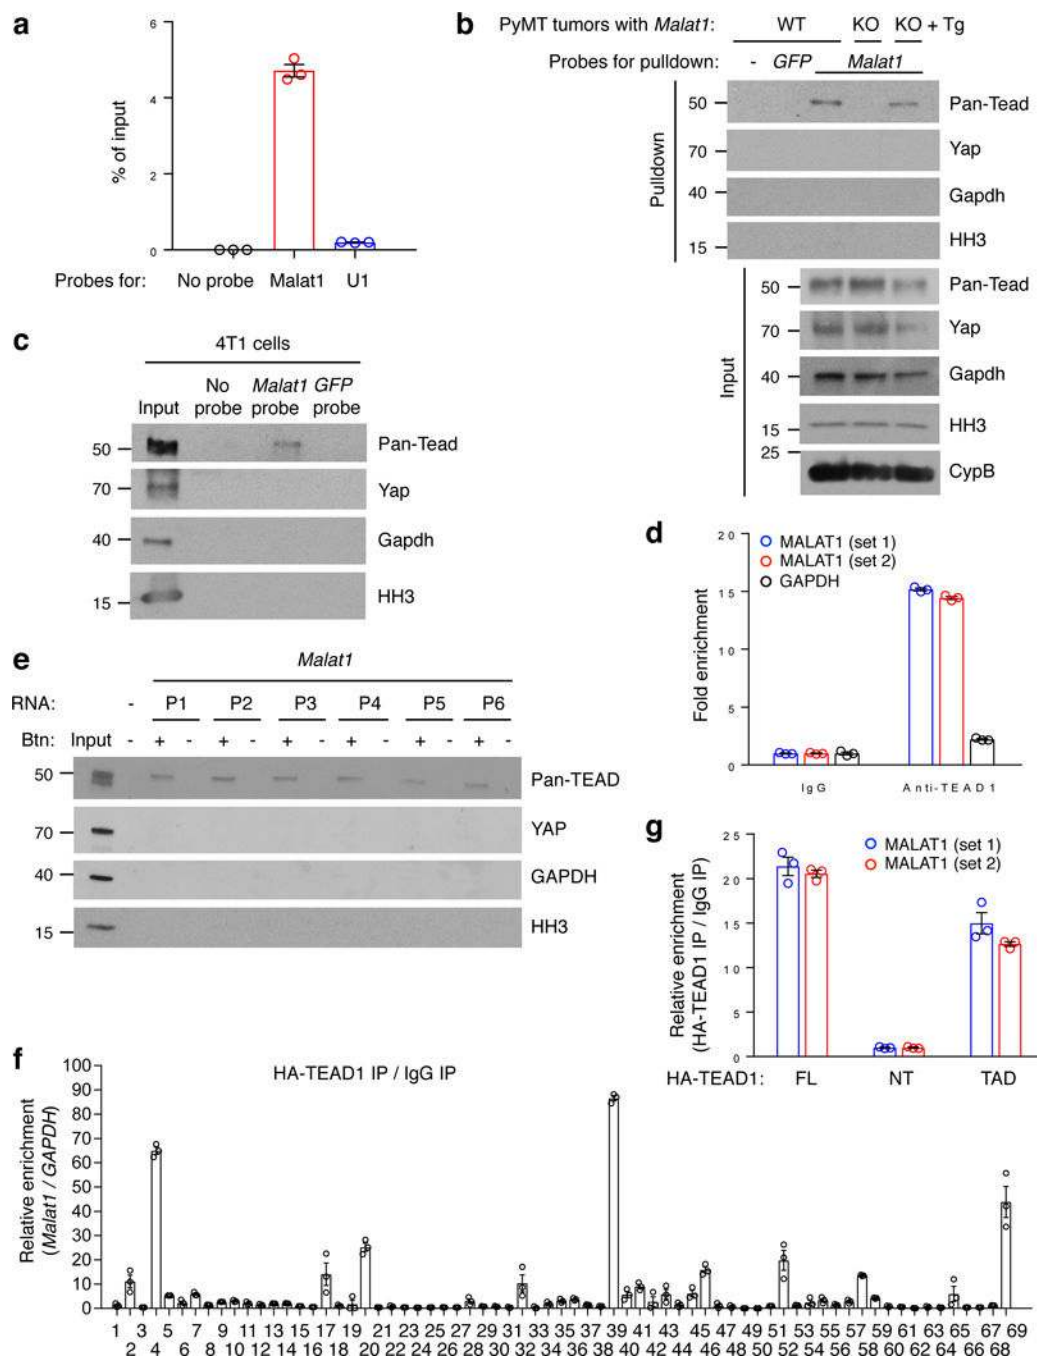 a
% of input
6
4
2
0
Probes for: No probe Malat1 U1
b
PyMT tumors with Malat1: WT KO KO + Tg
Probes for pulldown: - GFP Malat1
Pulldown
50 Pan-Tead
70 Yap
40 Gapdh
15 HH3
Input
50 Pan-Tead
70 Yap
40 Gapdh
15 HH3
25
CypB
c
4T1 cells
No Malat1 GFP
Input probe probe probe
50 Pan-Tead
70 Yap
40 Gapdh
15 HH3
d
MALAT1 (set 1)
MALAT1 (set 2)
GAPDH
Fold enrichment
20
15
10
5
0
IgG Anti-TEAD1
e
Malat1
RNA: - P1 P2 P3 P4 P5 P6
Btn: Input - + - + - + - + - + - + -
50 Pan-TEAD
70 YAP
40 GAPDH
15 HH3
g
MALAT1 (set 1)
MALAT1 (set 2)
Relative enrichment
(HA-TEAD1 IP / IgG IP)
25
20
15
10
5
0
HA-TEAD1: FL NT TAD
f
HA-TEAD1 IP / IgG IP
Relative enrichment
(Malat1 / GAPDH)
100
90
80
70
60
50
40
30
20
10
0
1 3 5 7 9 11 13 15 17 19 21 23 25 27 29 31 33 35 37 39 41 43 45 47 49 51 53 55 57 59 61 63 65 67 69
2 4 6 8 10 12 14 16 18 20 22 24 26 28 30 32 34 36 38 40 42 44 46 48 50 52 54 56 58 60 62 64 66 68